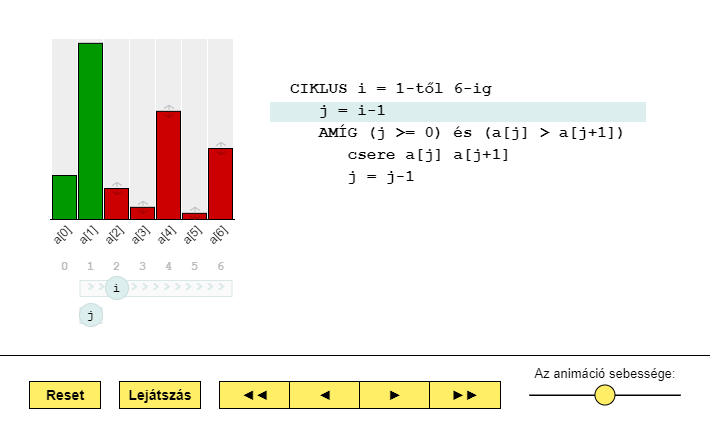 CIKLUS i = 1-től 6-ig
j = i-1
AMÍG (j >= 0) és (a[j] > a[j+1])
csere a[j] a[j+1]
j = j-1
a[0] a[1] a[2] a[3] a[4] a[5] a[6]
0 1 2 3 4 5 6
i
j
Az animáció sebessége:
Reset Lejátszás